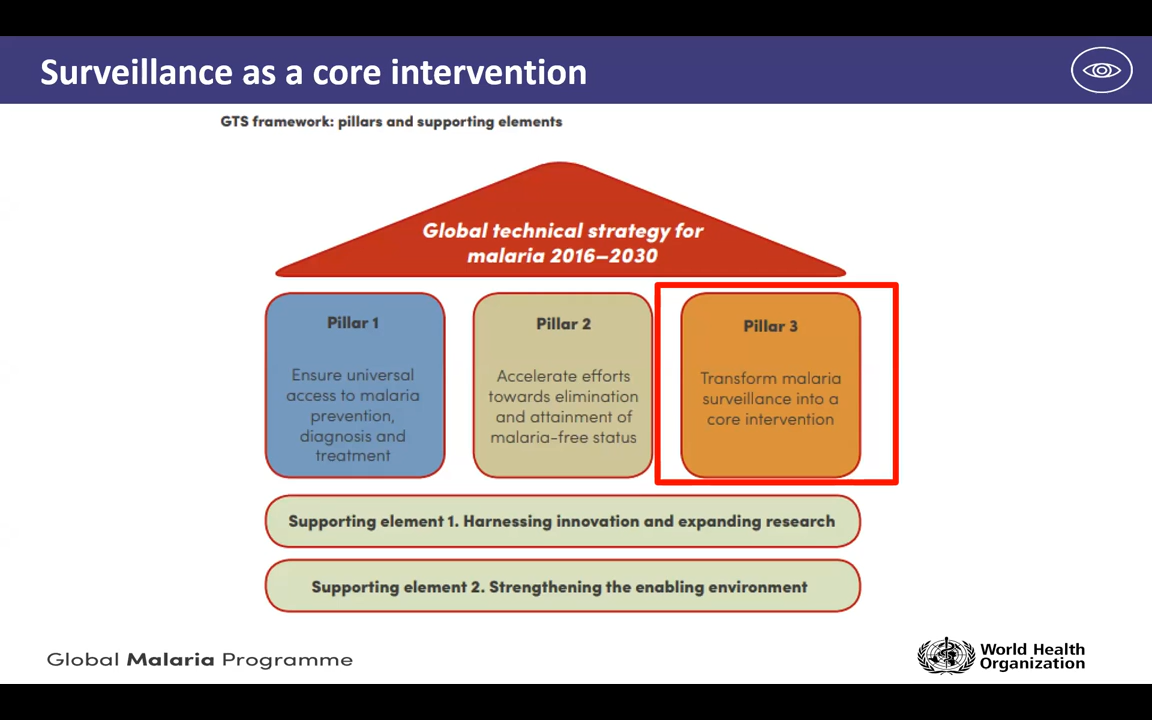 Surveillance as a core intervention
GTS framework: pillars and supporting elements
Global technical strategy for
malaria 2016–2030
Pillar 1
Ensure universal
access to malaria
prevention,
diagnosis and
treatment
Pillar 2
Accelerate efforts
towards elimination
and attainment of
malaria-free status
Pillar 3
Transform malaria
surveillance into a
core intervention
Supporting element 1. Harnessing innovation and expanding research
Supporting element 2. Strengthening the enabling environment
Global Malaria Programme
World Health
Organization